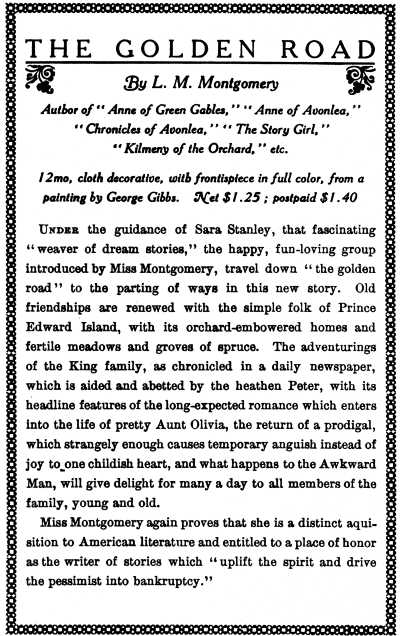 THE GOLDEN ROAD
By L. M. Montgomery
Author of "Anne of Green Gables," "Anne of Avonlea,"
"Chronicles of Avonlea," "The Story Girl,"
"Kilmeny of the Orchard," etc.
12mo, cloth decorative, with frontispiece in full color, from a
painting by George Gibbs. Net $1.25; postpaid $1.40
UNDER the guidance of Sara Stanley, that fascinating
"weaver of dream stories," the happy, fun-loving group
introduced by Miss Montgomery, travel down "the golden
road" to the parting of ways in this new story. Old
friendships are renewed with the simple folk of Prince
Edward Island, with its orchard-embowered homes and
fertile meadows and groves of spruce. The adventurings
of the King family, as chronicled in a daily newspaper,
which is aided and abetted by the heathen Peter, with its
headline features of the long-expected romance which enters
into the life of pretty Aunt Olivia, the return of a prodigal,
which strangely enough causes temporary anguish instead of
joy to one childish heart, and what happens to the Awkward
Man, will give delight for many a day to all members of the
family, young and old.
Miss Montgomery again proves that she is a distinct aqui-
sition to American literature and entitled to a place of honor
as the writer of stories which "uplift the spirit and drive
the pessimist into bankruptcy."